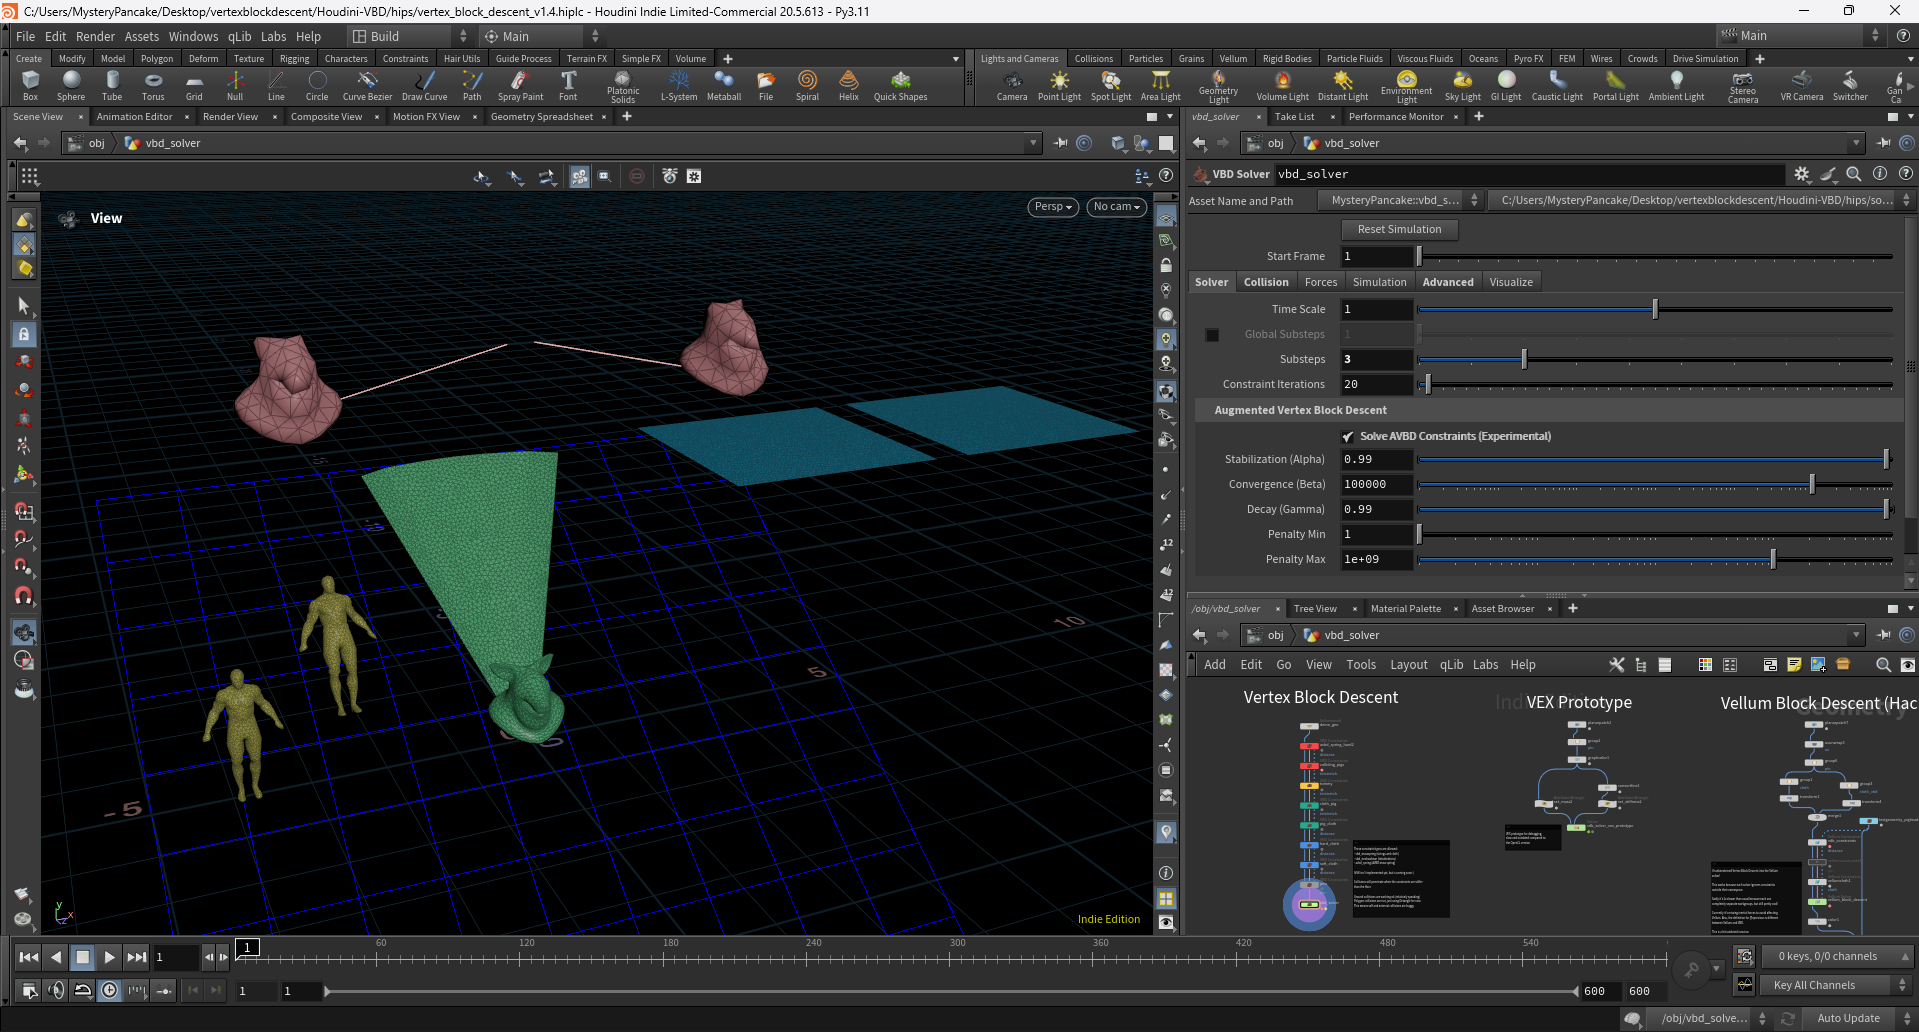 C:/Users/MysteryPancake/Desktop/vertexblockdescent/Houdini-VBD/hips/vertex_block_descent_v1.4.hiplc - Houdini Indie Limited-Commercial 20.5.613 - Py3.11
File Edit Render Assets Windows qLib Labs Help Build Main Main
Create Modify Model Polygon Deform Texture Rigging Characters Constraints Hair Utils Guide Process Terrain FX Simple FX Volume
Lights and Cameras Collisions Particles Grains Vellum Rigid Bodies Particle Fluids Viscous Fluids Oceans Pyro FX FEM Wires Crowds Drive Simulation
Box Sphere Tube Torus Grid Null Line Circle Curve Bezier Draw Curve Path Spray Paint Font Platonic Solids L-System Metaball File Spiral Helix Quick Shapes
Camera Point Light Spot Light Area Light Geometry Light Volume Light Distant Light Environment Light Sky Light GI Light Caustic Light Portal Light Ambient Light Stereo Camera VR Camera Switcher Gan Ca
Scene View Animation Editor Render View Composite View Motion FX View Geometry Spreadsheet
vbd_solver Take List Performance Monitor
obj vbd_solver
obj vbd_solver
VBD Solver vbd_solver
Asset Name and Path MysteryPancake::vbd_s... C:/Users/MysteryPancake/Desktop/vertexblockdescent/Houdini-VBD/hips/so...
View
Persp No cam
Reset Simulation
Start Frame 1
Solver Collision Forces Simulation Advanced Visualize
Time Scale 1
Global Substeps 1
Substeps 3
Constraint Iterations 20
Augmented Vertex Block Descent
Solve AVBD Constraints (Experimental)
Stabilization (Alpha) 0.99
Convergence (Beta) 100000
Decay (Gamma) 0.99
Penalty Min 1
Penalty Max 1e+09
/obj/vbd_solver Tree View Material Palette Asset Browser
obj vbd_solver
Add Edit Go View Tools Layout qLib Labs Help
Vertex Block Descent VEX Prototype Vellum Block Descent (Hac
-5
5
10
12
12
Indie Edition
1 60 120 180 240 300 360 420 480 540
1
1 1 600 600
0 keys, 0/0 channels
Key All Channels
/obj/vbd_solve... Auto Update